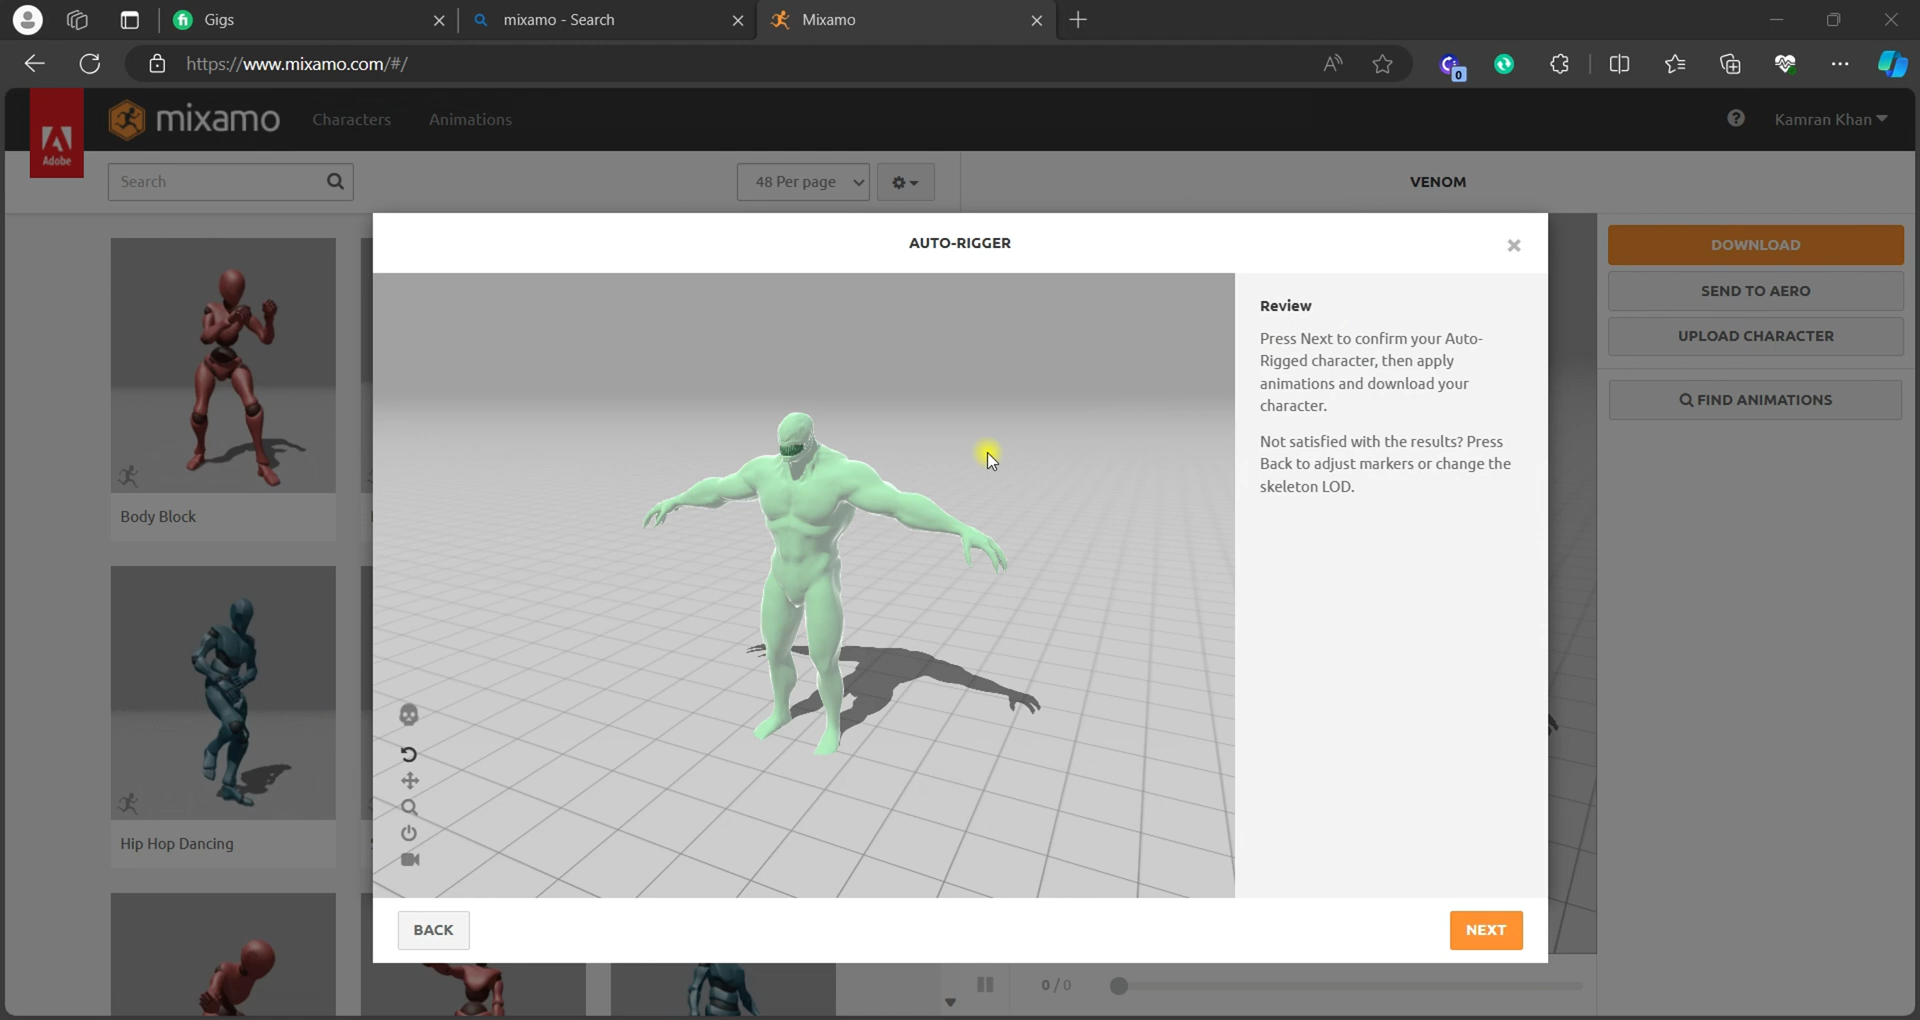 Gigs
mixamo - Search
Mixamo
https://www.mixamo.com/#/
0
Adobe
mixamo
Characters
Animations
Kamran Khan
Search
48 Per page
VENOM
AUTO-RIGGER
DOWNLOAD
SEND TO AERO
UPLOAD CHARACTER
FIND ANIMATIONS
Review
Press Next to confirm your Auto-
Rigged character, then apply
animations and download your
character.
Not satisfied with the results? Press
Back to adjust markers or change the
skeleton LOD.
Body Block
Hip Hop Dancing
BACK
NEXT
0 / 0